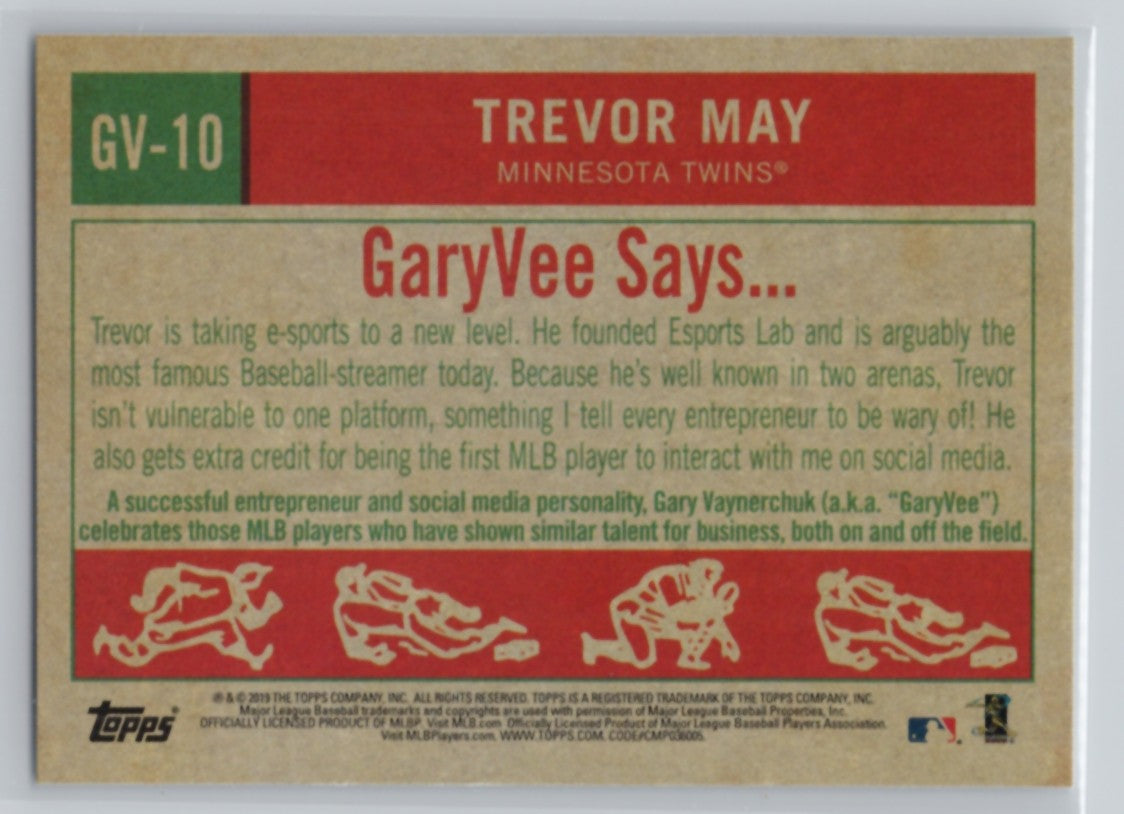 GV-10
TREVOR MAY
MINNESOTA TWINS®
GaryVee Says...
Trevor is taking e-sports to a new level. He founded Esports Lab and is arguably the
most famous Baseball-streamer today. Because he's well known in two arenas, Trevor
isn't vulnerable to one platform, something I tell every entrepreneur to be wary of! He
also gets extra credit for being the first MLB player to interact with me on social media.
A successful entrepreneur and social media personality, Gary Vaynerchuk (a.k.a. “GaryVee”)
celebrates those MLB players who have shown similar talent for business, both on and off the field.
Topps®
® & © 2019 THE TOPPS COMPANY, INC. ALL RIGHTS RESERVED. TOPPS IS A REGISTERED TRADEMARK OF THE TOPPS COMPANY, INC.
Major League Baseball trademarks and copyrights are used with permission of Major League Baseball Properties, Inc.
OFFICIALLY LICENSED PRODUCT OF MLBP. Visit MLB.com. Officially Licensed Product of Major League Baseball Players Association.
Visit MLBPlayers.com. WWW.TOPPS.COM. CODE#CMP036005.